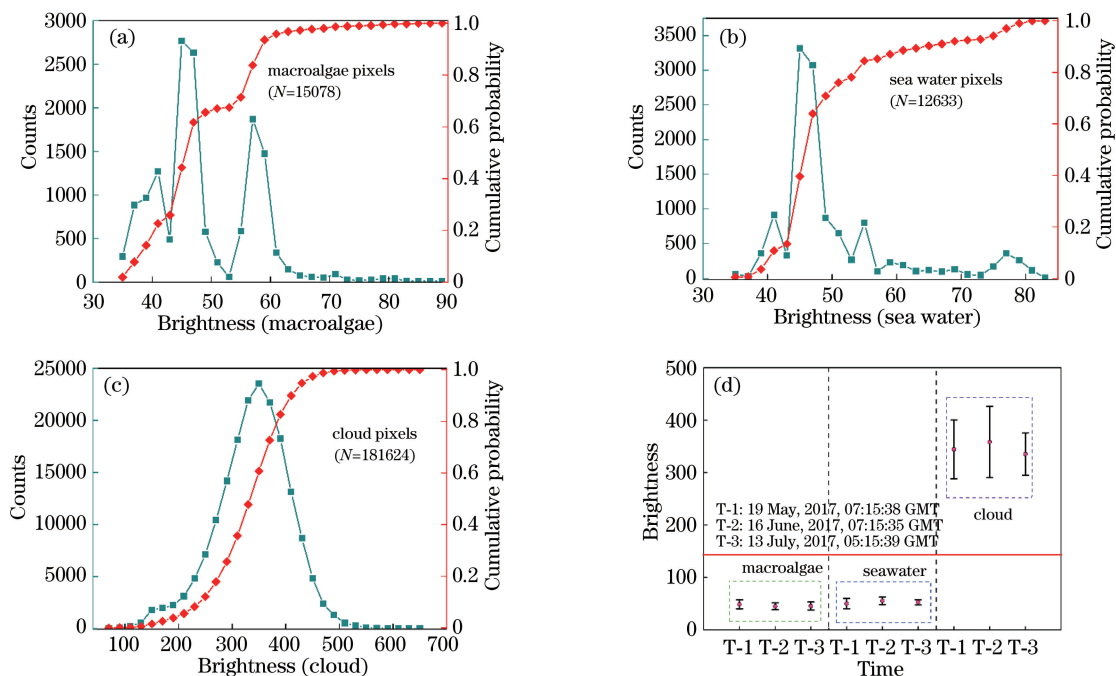 (a)
macroalgae pixels
(N=15078)
Counts
3000
2500
2000
1500
1000
500
0
1.0
0.8
0.6
0.4
0.2
0
Cumulative probability
30 40 50 60 70 80 90
Brightness (macroalgae)
(b)
sea water pixels
(N=12633)
Counts
3500
3000
2500
2000
1500
1000
500
0
1.0
0.8
0.6
0.4
0.2
0
Cumulative probability
30 40 50 60 70 80
Brightness (sea water)
(c)
cloud pixels
(N=181624)
Counts
25000
20000
15000
10000
5000
0
1.0
0.8
0.6
0.4
0.2
0
Cumulative probability
100 200 300 400 500 600 700
Brightness (cloud)
(d)
Brightness
500
400
300
200
100
0
cloud
T-1: 19 May, 2017, 07:15:38 GMT
T-2: 16 June, 2017, 07:15:35 GMT
T-3: 13 July, 2017, 05:15:39 GMT
macroalgae
seawater
T-1 T-2 T-3 T-1 T-2 T-3 T-1 T-2 T-3
Time